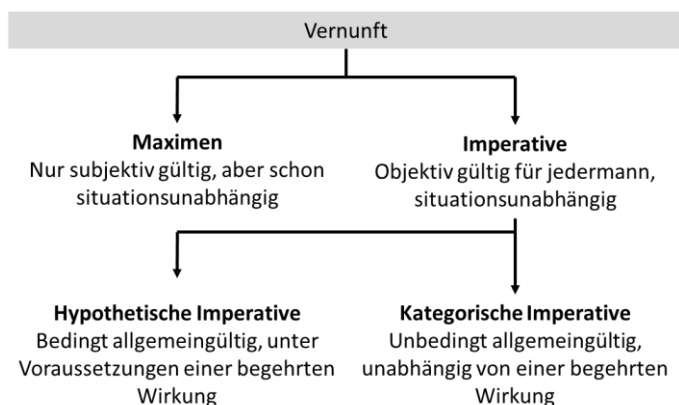 Vernunft
Maximen
Nur subjektiv gültig, aber schon
situationsunabhängig
Imperative
Objektiv gültig für jedermann,
situationsunabhängig
Hypothetische Imperative
Bedingt allgemeingültig, unter
Voraussetzungen einer begehrten
Wirkung
Kategorische Imperative
Unbedingt allgemeingültig,
unabhängig von einer begehrten
Wirkung